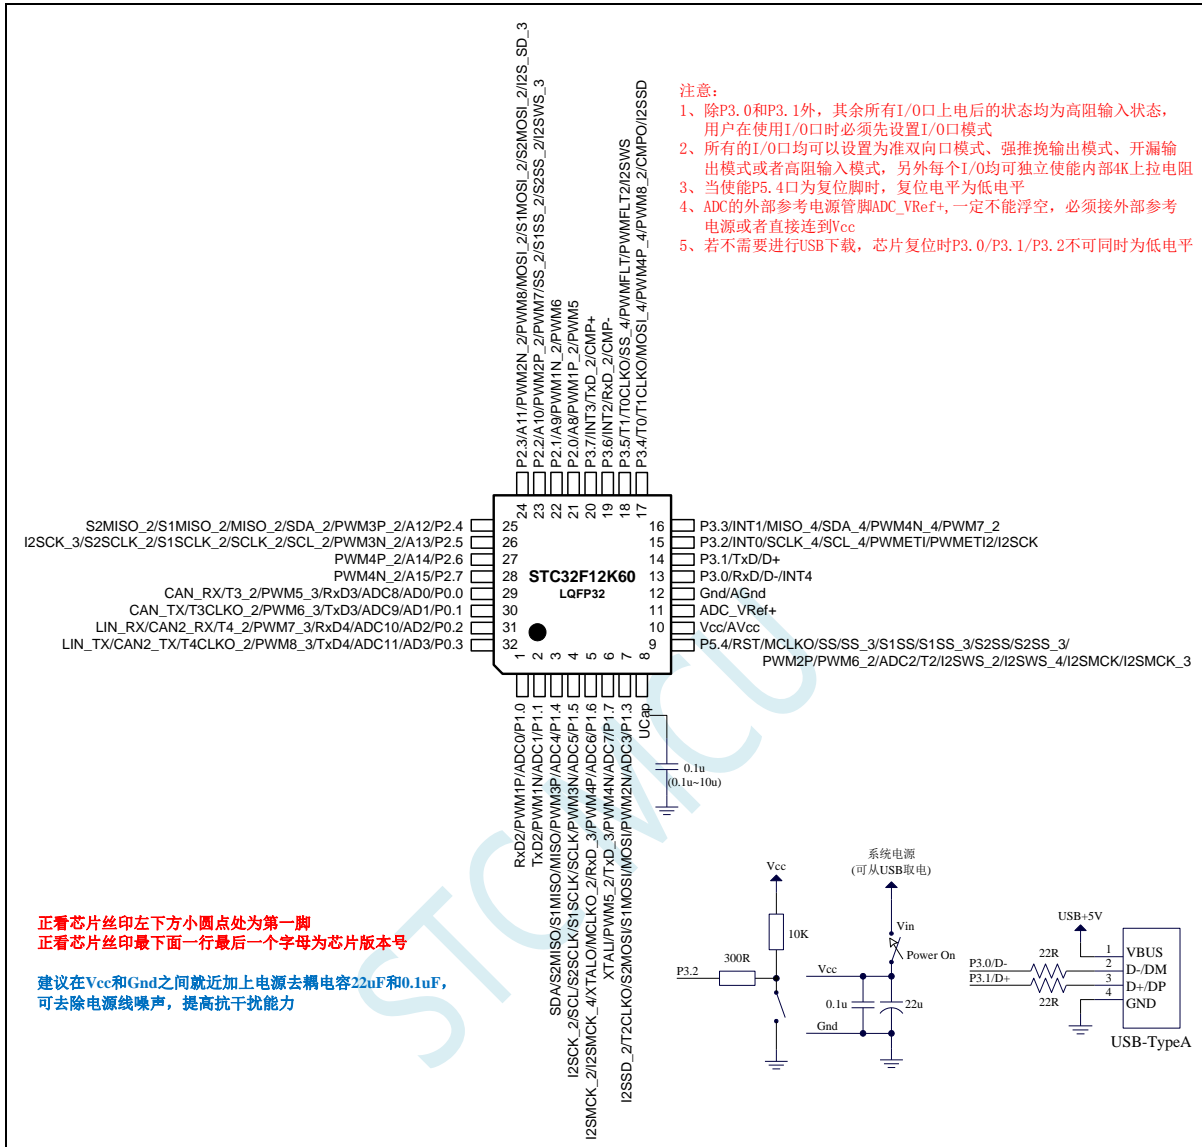 P2.3/A11/PWM2N_2/PWM8/MOSI_2/S1MOSI_2/S2MOSI_2/I2S_SD_3
P2.2/A10/PWM2P_2/PWM7/SS_2/S1SS_2/S2SS_2/I2SWS_3
P2.1/A9/PWM1N_2/PWM6
P2.0/A8/PWM1P_2/PWM5
P3.7/INT3/TxD_2/CMP+
P3.6/INT2/RxD_2/CMP-
P3.5/T1/T0CLKO/SS_4/PWMFLT/PWMFLT2/I2SWS
P3.4/T0/T1CLKO/MOSI_4/PWM4P_4/PWM8_2/CMPO/I2SSD
注意：
1、除P3.0和P3.1外，其余所有I/O口上电后的状态均为高阻输入状态，
用户在使用I/O口时必须先设置I/O口模式
2、所有的I/O口均可以设置为准双向口模式、强推挽输出模式、开漏输
出模式或者高阻输入模式，另外每个I/O均可独立使能内部4K上拉电阻
3、当使能P5.4口为复位脚时，复位电平为低电平
4、ADC的外部参考电源管脚ADC_VRef+,一定不能浮空，必须接外部参考
电源或者直接连到Vcc
5、若不需要进行USB下载，芯片复位时P3.0/P3.1/P3.2不可同时为低电平
24 23 22 21 20 19 18 17
S2MISO_2/S1MISO_2/MISO_2/SDA_2/PWM3P_2/A12/P2.4 25
I2SCK_3/S2SCLK_2/S1SCLK_2/SCLK_2/SCL_2/PWM3N_2/A13/P2.5 26
PWM4P_2/A14/P2.6 27
PWM4N_2/A15/P2.7 28
CAN_RX/T3_2/PWM5_3/RxD3/ADC8/AD0/P0.0 29
CAN_TX/T3CLKO_2/PWM6_3/TxD3/ADC9/AD1/P0.1 30
LIN_RX/CAN2_RX/T4_2/PWM7_3/RxD4/ADC10/AD2/P0.2 31
LIN_TX/CAN2_TX/T4CLKO_2/PWM8_3/TxD4/ADC11/AD3/P0.3 32
STC32F12K60
LQFP32
16 P3.3/INT1/MISO_4/SDA_4/PWM4N_4/PWM7_2
15 P3.2/INT0/SCLK_4/SCL_4/PWMETI/PWMETI2/I2SCK
14 P3.1/TxD/D+
13 P3.0/RxD/D-/INT4
12 Gnd/AGnd
11 ADC_VRef+
10 Vcc/AVcc
9 P5.4/RST/MCLKO/SS/SS_3/S1SS/S1SS_3/S2SS/S2SS_3/
PWM2P/PWM6_2/ADC2/T2/I2SWS_2/I2SWS_4/I2SMCK/I2SMCK_3
1 2 3 4 5 6 7 8
RxD2/PWM1P/ADC0/P1.0
TxD2/PWM1N/ADC1/P1.1
SDA/S2MISO/S1MISO/MISO/PWM3P/ADC4/P1.4
I2SCK_2/SCL/S2SCLK/S1SCLK/SCLK/PWM3N/ADC5/P1.5
I2SMCK_2/I2SMCK_4/XTALO/MCLKO_2/RxD_3/PWM4P/ADC6/P1.6
XTALI/PWM5_2/TxD_3/PWM4N/ADC7/P1.7
I2SSD_2/T2CLKO/S2MOSI/S1MOSI/MOSI/PWM2N/ADC3/P1.3
UCap
0.1u
(0.1u~10u)
STCMCU
正看芯片丝印左下方小圆点处为第一脚
正看芯片丝印最下面一行最后一个字母为芯片版本号
建议在Vcc和Gnd之间就近加上电源去耦电容22uF和0.1uF，
可去除电源线噪声，提高抗干扰能力
Vcc
10K
300R
P3.2
系统电源
(可从USB取电)
Vin
Power On
Vcc
0.1u
22u
Gnd
USB+5V
P3.0/D-
P3.1/D+
22R
22R
1 VBUS
2 D-/DM
3 D+/DP
4 GND
USB-TypeA